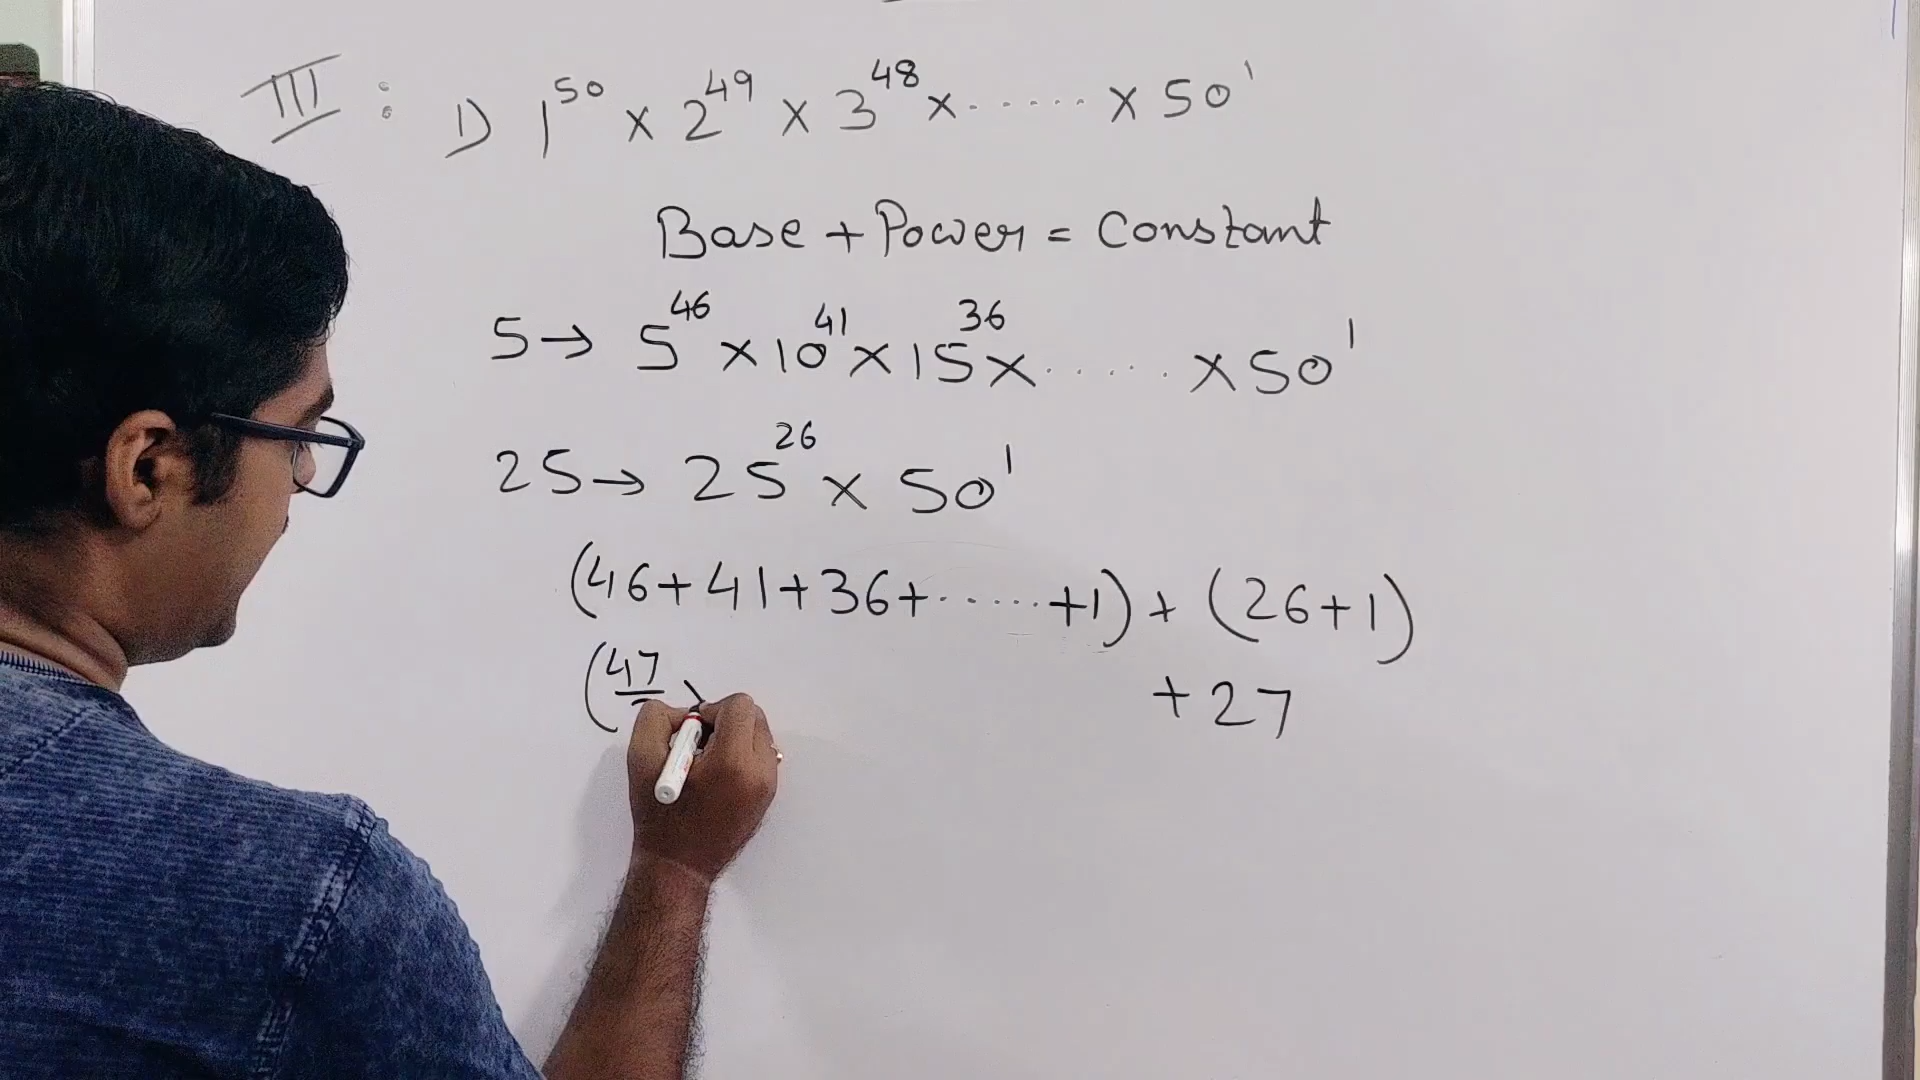 III : 1) 1^50 × 2^49 × 3^48 × ...... × 50^1
Base + Power = Constant
5 → 5^46 × 10^41 × 15^36 × ..... × 50^1
25 → 25^26 × 50^1
(46+41+36+.....+1) + (26+1)
(47 + 27